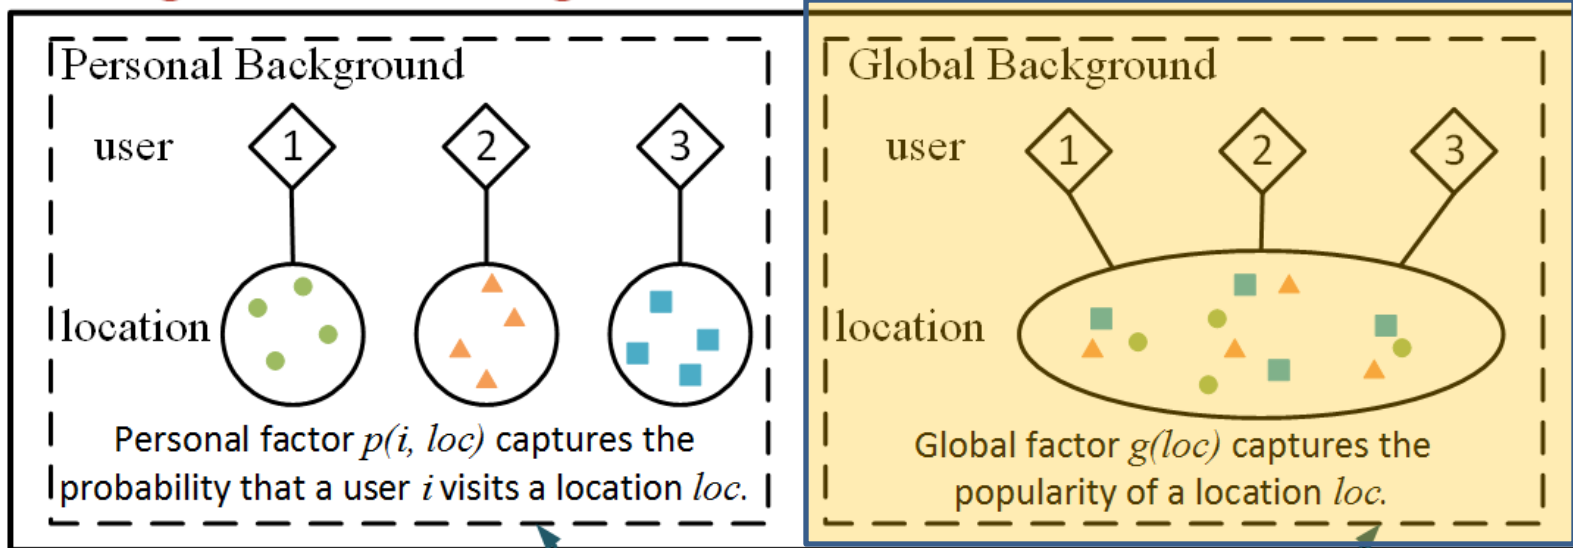 Personal Background
user 1 2 3
location
Personal factor p(i, loc) captures the
probability that a user i visits a location loc.
Global Background
user 1 2 3
location
Global factor g(loc) captures the
popularity of a location loc.